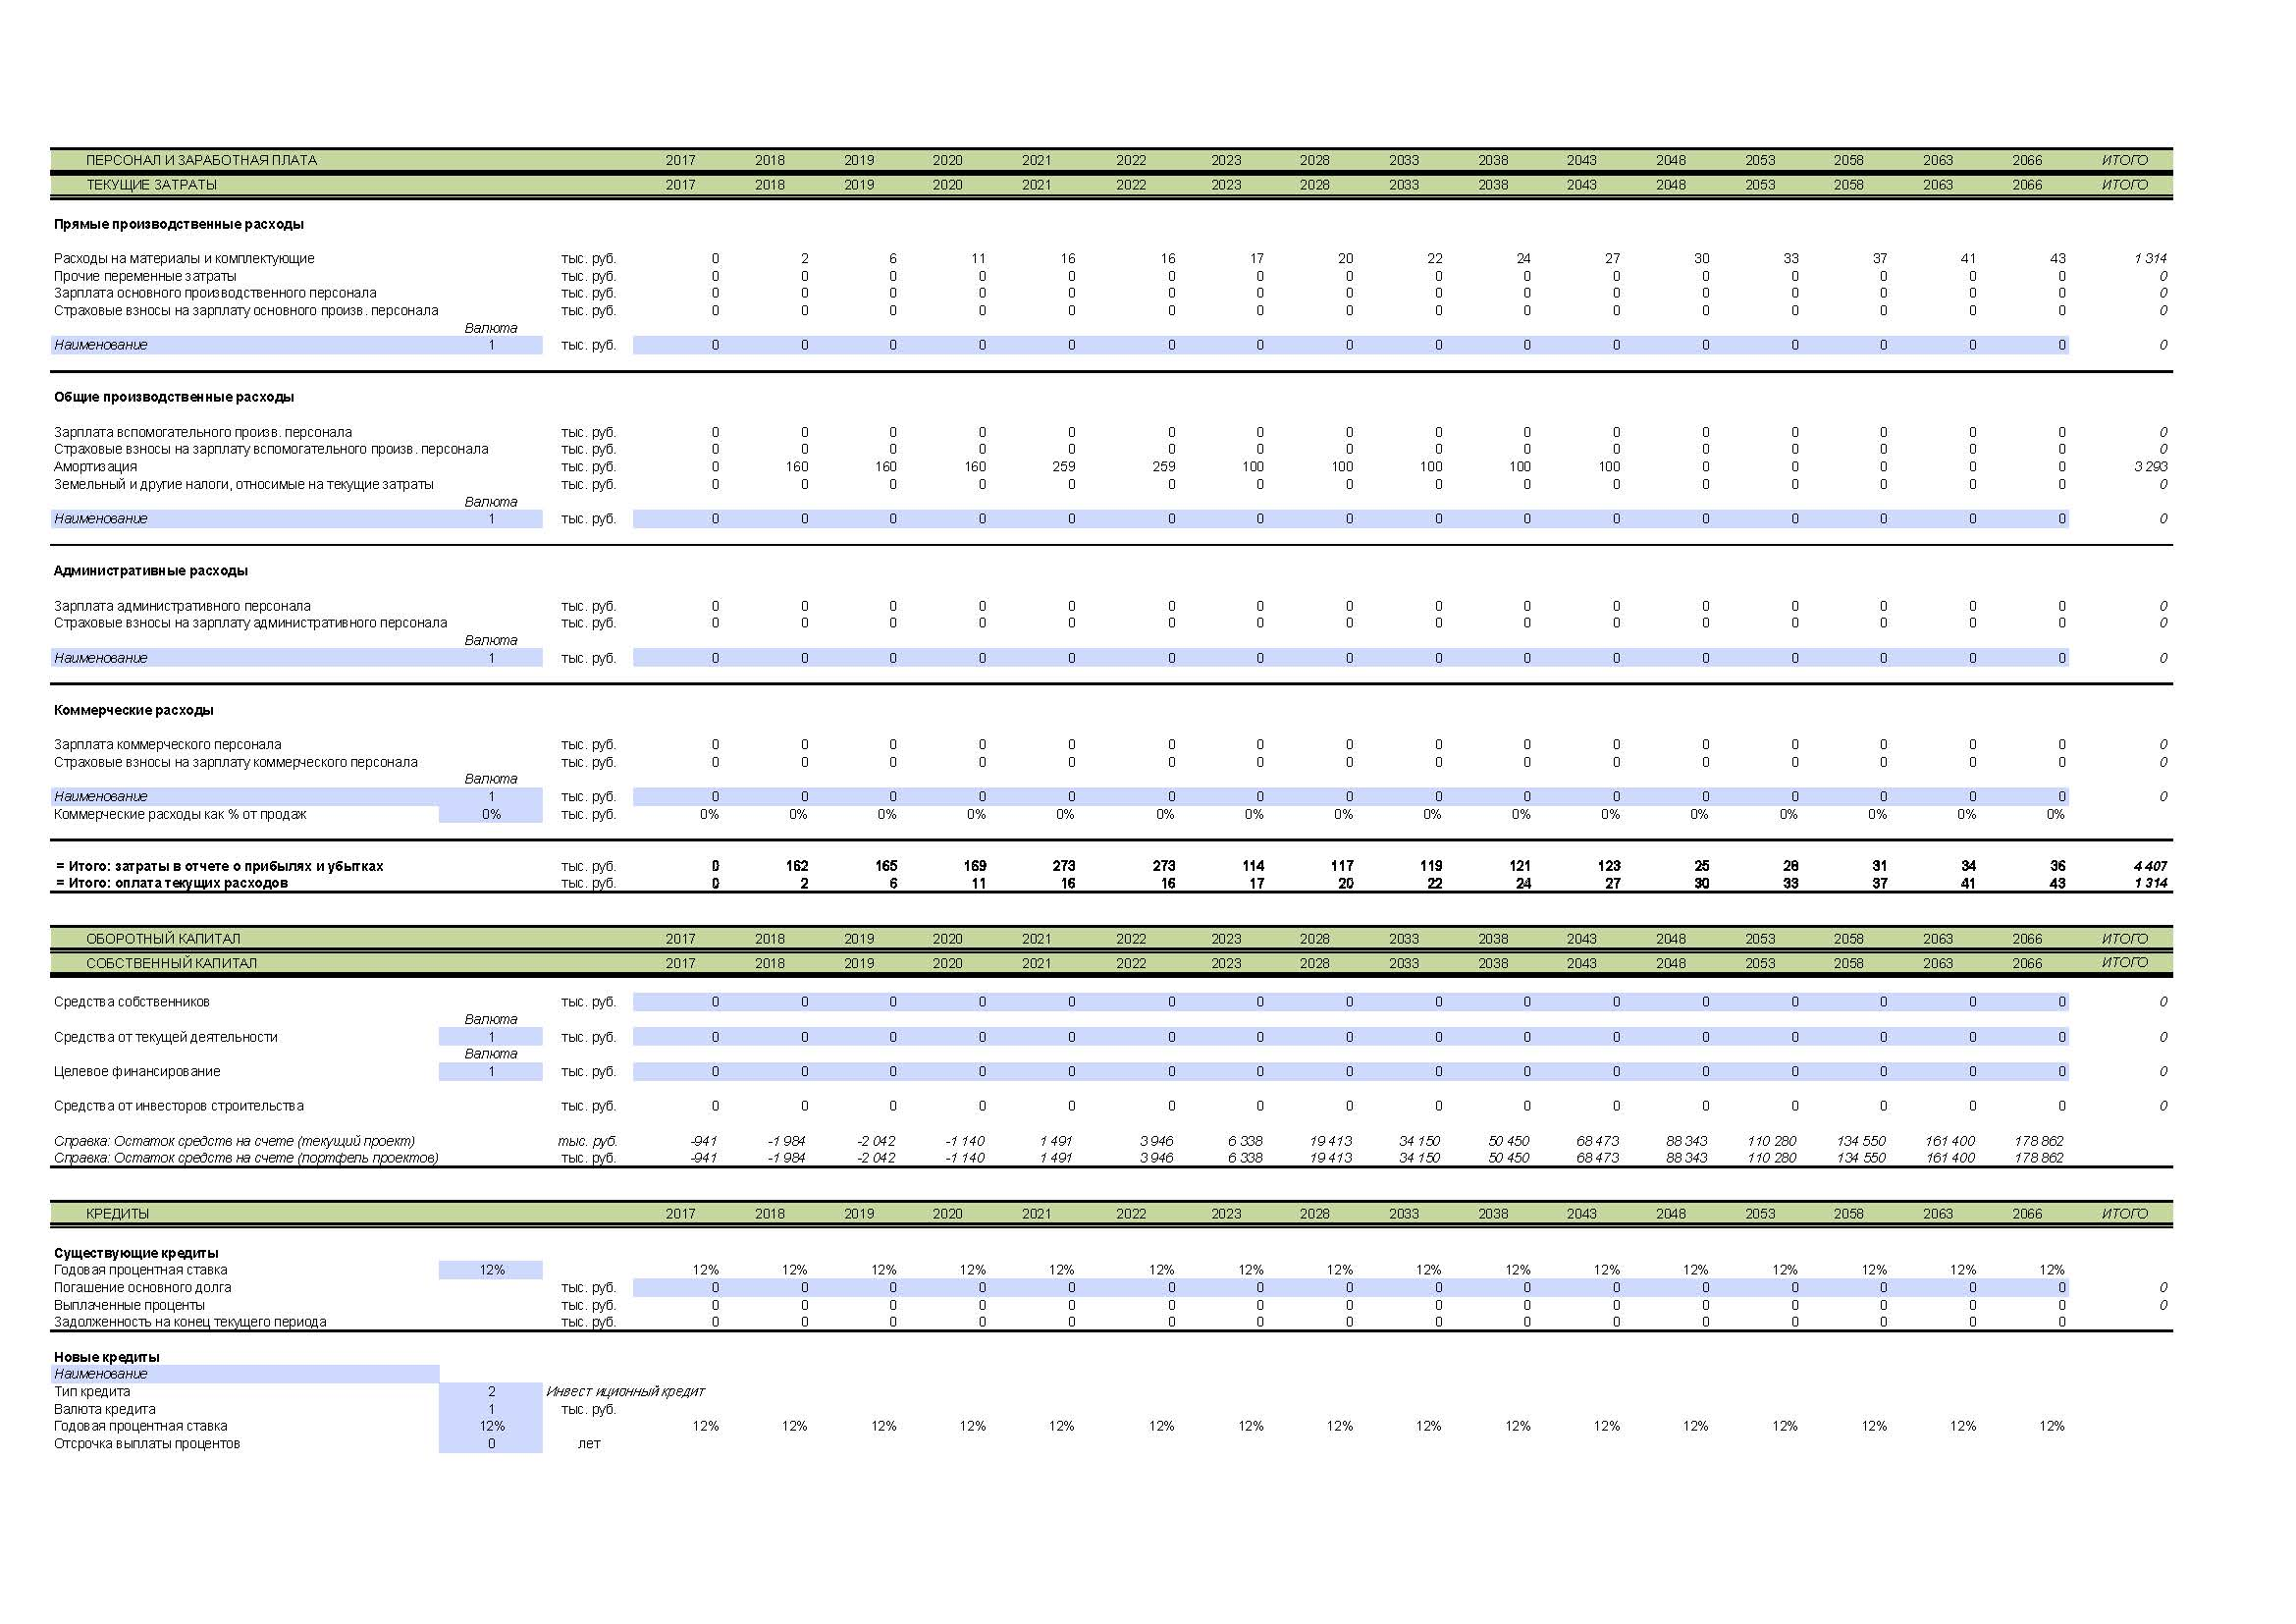 ПЕРСОНАЛ И ЗАРАБОТНАЯ ПЛАТА 2017 2018 2019 2020 2021 2022 2023 2028 2033 2038 2043 2048 2053 2058 2063 2066 ИТОГО
ТЕКУЩИЕ ЗАТРАТЫ 2017 2018 2019 2020 2021 2022 2023 2028 2033 2038 2043 2048 2053 2058 2063 2066 ИТОГО
Прямые производственные расходы
Расходы на материалы и комплектующие тыс. руб. 0 2 6 11 16 16 17 20 22 24 27 30 33 37 41 43 1 314
Прочие переменные затраты тыс. руб. 0 0 0 0 0 0 0 0 0 0 0 0 0 0 0 0 0
Зарплата основного производственного персонала тыс. руб. 0 0 0 0 0 0 0 0 0 0 0 0 0 0 0 0 0
Страховые взносы на зарплату основного произв. персонала тыс. руб. 0 0 0 0 0 0 0 0 0 0 0 0 0 0 0 0 0
Валюта
Наименование 1 тыс. руб. 0 0 0 0 0 0 0 0 0 0 0 0 0 0 0 0 0
Общие производственные расходы
Зарплата вспомогательного произв. персонала тыс. руб. 0 0 0 0 0 0 0 0 0 0 0 0 0 0 0 0 0
Страховые взносы на зарплату вспомогательного произв. персонала тыс. руб. 0 0 0 0 0 0 0 0 0 0 0 0 0 0 0 0 0
Амортизация тыс. руб. 0 160 160 160 259 259 100 100 100 100 100 0 0 0 0 0 3 293
Земельный и другие налоги, относимые на текущие затраты тыс. руб. 0 0 0 0 0 0 0 0 0 0 0 0 0 0 0 0 0
Валюта
Наименование 1 тыс. руб. 0 0 0 0 0 0 0 0 0 0 0 0 0 0 0 0 0
Административные расходы
Зарплата административного персонала тыс. руб. 0 0 0 0 0 0 0 0 0 0 0 0 0 0 0 0 0
Страховые взносы на зарплату административного персонала тыс. руб. 0 0 0 0 0 0 0 0 0 0 0 0 0 0 0 0 0
Валюта
Наименование 1 тыс. руб. 0 0 0 0 0 0 0 0 0 0 0 0 0 0 0 0 0
Коммерческие расходы
Зарплата коммерческого персонала тыс. руб. 0 0 0 0 0 0 0 0 0 0 0 0 0 0 0 0 0
Страховые взносы на зарплату коммерческого персонала тыс. руб. 0 0 0 0 0 0 0 0 0 0 0 0 0 0 0 0 0
Валюта
Наименование 1 тыс. руб. 0 0 0 0 0 0 0 0 0 0 0 0 0 0 0 0 0
Коммерческие расходы как % от продаж 0% тыс. руб. 0% 0% 0% 0% 0% 0% 0% 0% 0% 0% 0% 0% 0% 0% 0% 0%
= Итого: затраты в отчете о прибылях и убытках тыс. руб. 0 162 165 169 273 273 114 117 119 121 123 25 28 31 34 36 4 407
= Итого: оплата текущих расходов тыс. руб. 0 2 6 11 16 16 17 20 22 24 27 30 33 37 41 43 1 314
ОБОРОТНЫЙ КАПИТАЛ 2017 2018 2019 2020 2021 2022 2023 2028 2033 2038 2043 2048 2053 2058 2063 2066 ИТОГО
СОБСТВЕННЫЙ КАПИТАЛ 2017 2018 2019 2020 2021 2022 2023 2028 2033 2038 2043 2048 2053 2058 2063 2066 ИТОГО
Средства собственников тыс. руб. 0 0 0 0 0 0 0 0 0 0 0 0 0 0 0 0 0
Валюта
Средства от текущей деятельности 1 тыс. руб. 0 0 0 0 0 0 0 0 0 0 0 0 0 0 0 0 0
Валюта
Целевое финансирование 1 тыс. руб. 0 0 0 0 0 0 0 0 0 0 0 0 0 0 0 0 0
Средства от инвесторов строительства тыс. руб. 0 0 0 0 0 0 0 0 0 0 0 0 0 0 0 0 0
Справка: Остаток средств на счете (текущий проект) тыс. руб. -941 -1 984 -2 042 -1 140 1 491 3 946 6 338 19 413 34 150 50 450 68 473 88 343 110 280 134 550 161 400 178 862
Справка: Остаток средств на счете (портфель проектов) тыс. руб. -941 -1 984 -2 042 -1 140 1 491 3 946 6 338 19 413 34 150 50 450 68 473 88 343 110 280 134 550 161 400 178 862
КРЕДИТЫ 2017 2018 2019 2020 2021 2022 2023 2028 2033 2038 2043 2048 2053 2058 2063 2066 ИТОГО
Существующие кредиты
Годовая процентная ставка 12% 12% 12% 12% 12% 12% 12% 12% 12% 12% 12% 12% 12% 12% 12% 12% 12%
Погашение основного долга тыс. руб. 0 0 0 0 0 0 0 0 0 0 0 0 0 0 0 0 0
Выплаченные проценты тыс. руб. 0 0 0 0 0 0 0 0 0 0 0 0 0 0 0 0 0
Задолженность на конец текущего периода тыс. руб. 0 0 0 0 0 0 0 0 0 0 0 0 0 0 0 0
Новые кредиты
Наименование
Тип кредита 2 Инвест иционный кредит
Валюта кредита 1 тыс. руб.
Годовая процентная ставка 12% 12% 12% 12% 12% 12% 12% 12% 12% 12% 12% 12% 12% 12% 12% 12% 12%
Отсрочка выплаты процентов 0 лет